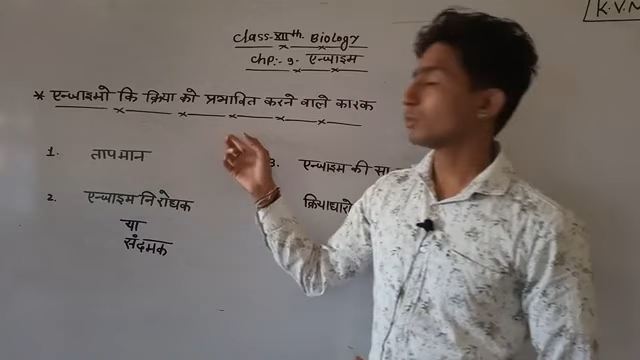 K.V.M
Class-XIIth. Biology
Chp:- 9. एन्जाइम
* एन्जाइमो कि क्रिया को प्रभावित करने वाले कारक
1. तापमान
2. एन्जाइम निरोधक
या
संदमक
3. एन्जाइम की